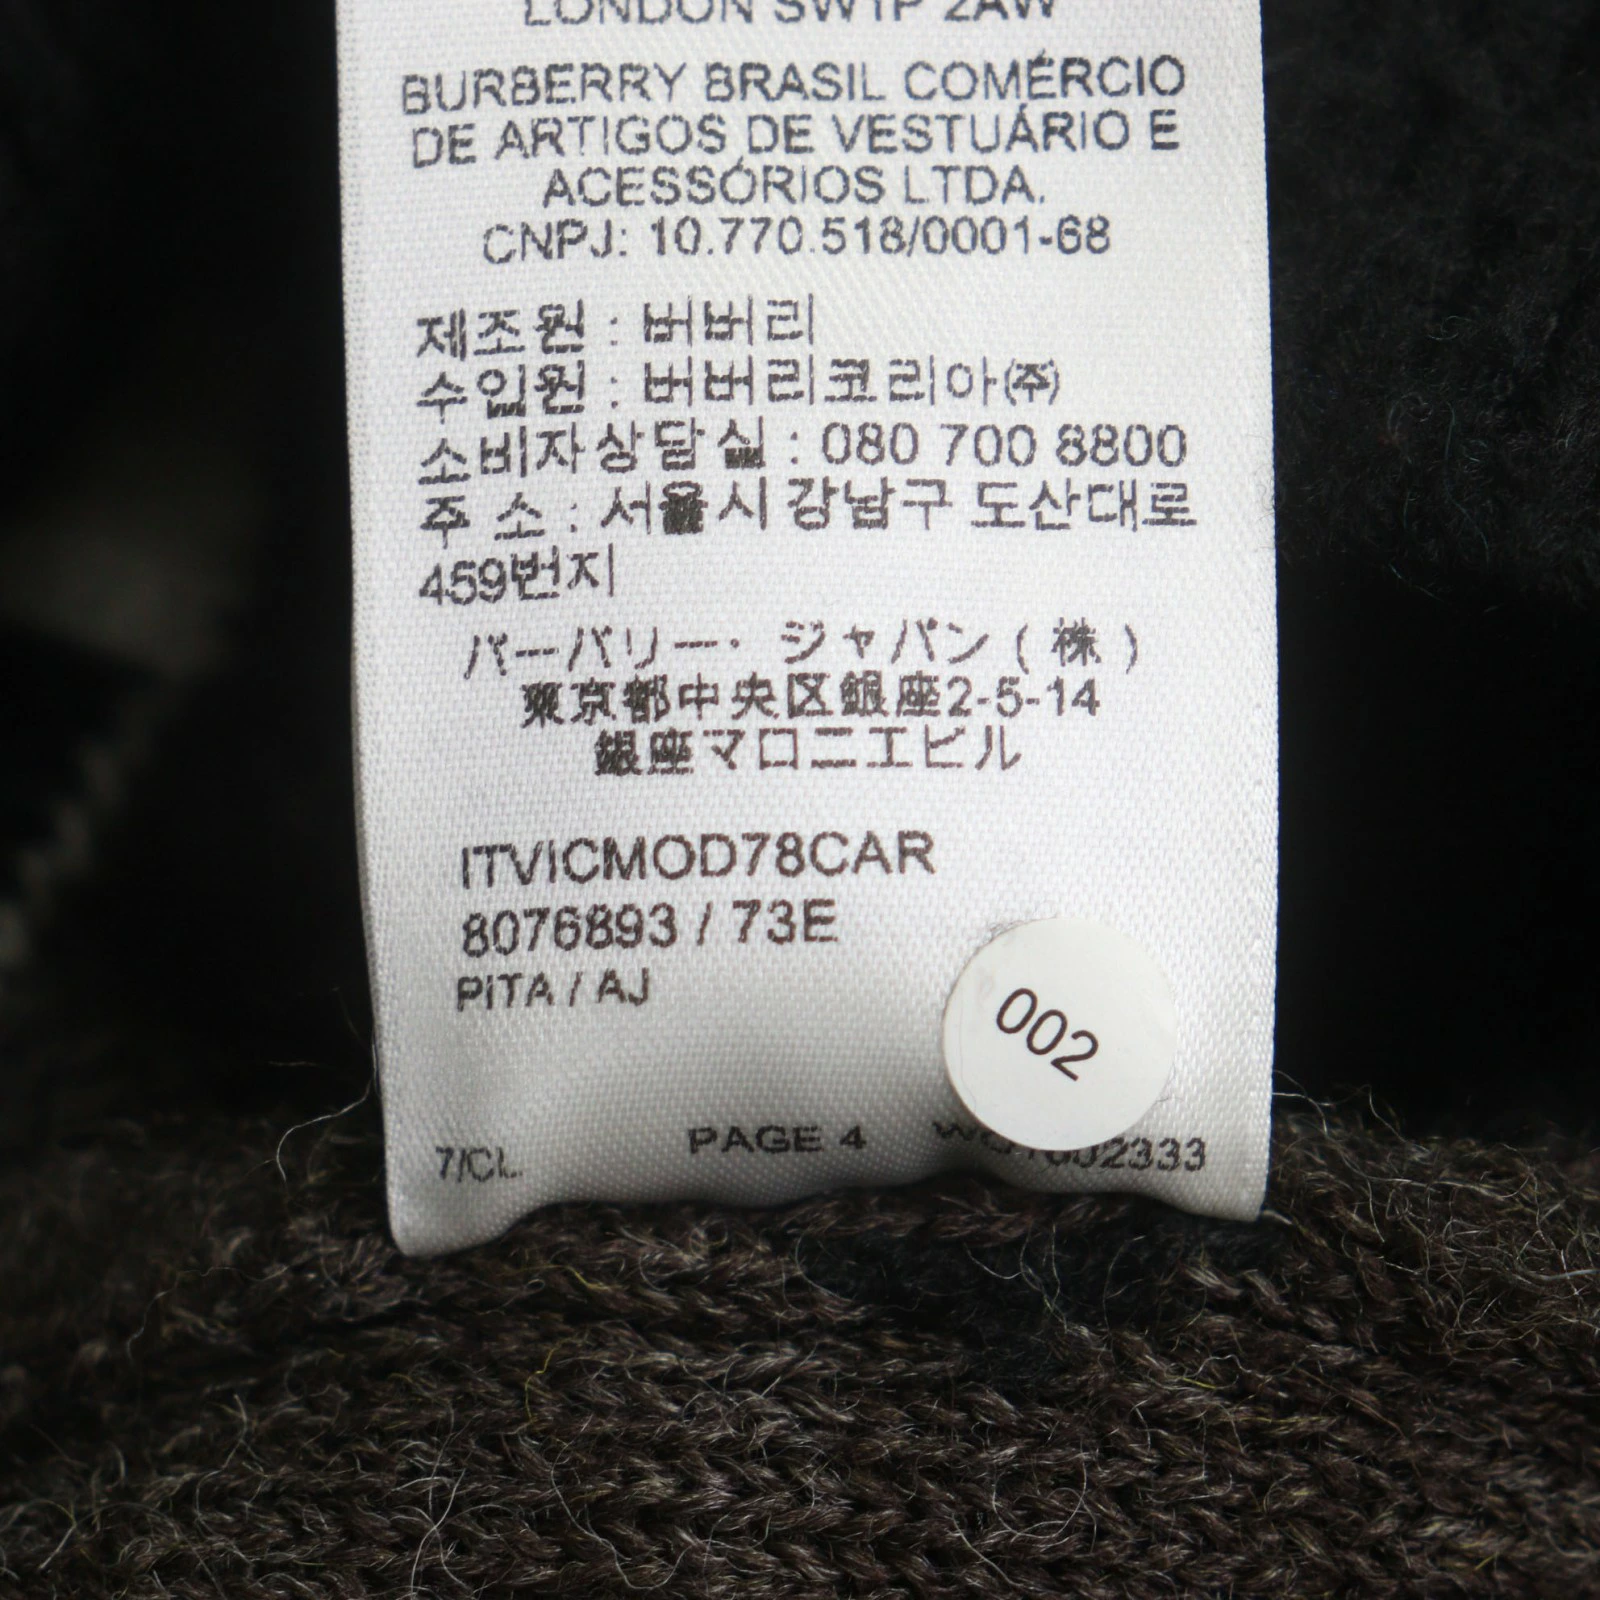 LONDON SW1P 2AW
BURBERRY BRASIL COMÉRCIO
DE ARTIGOS DE VESTUÁRIO E
ACESSÓRIOS LTDA.
CNPJ: 10.770.518/0001-68
제조원 : 버버리
수입원 : 버버리코리아(주)
소비자상담실 : 080 700 8800
주 소 : 서울시 강남구 도산대로
459번지
バーバリー・ジャパン ( 株 )
東京都中央区銀座2-5-14
銀座マロニエビル
ITVICMOD78CAR
8076893 / 73E
PITA / AJ
002
7/CL
PAGE 4